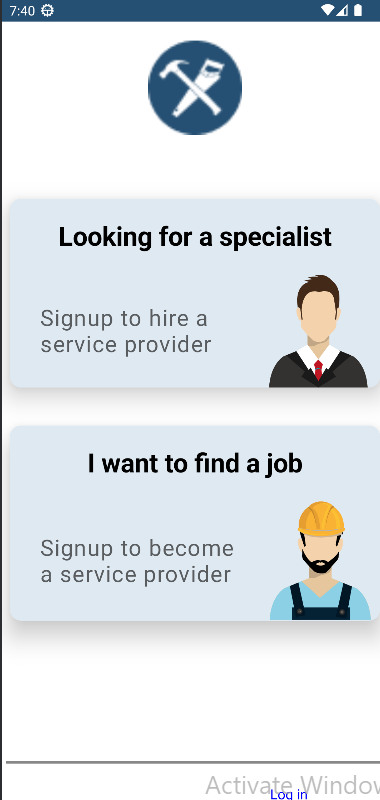 7:40
Looking for a specialist
Signup to hire a
service provider
I want to find a job
Signup to become
a service provider
Activate Window
Log in